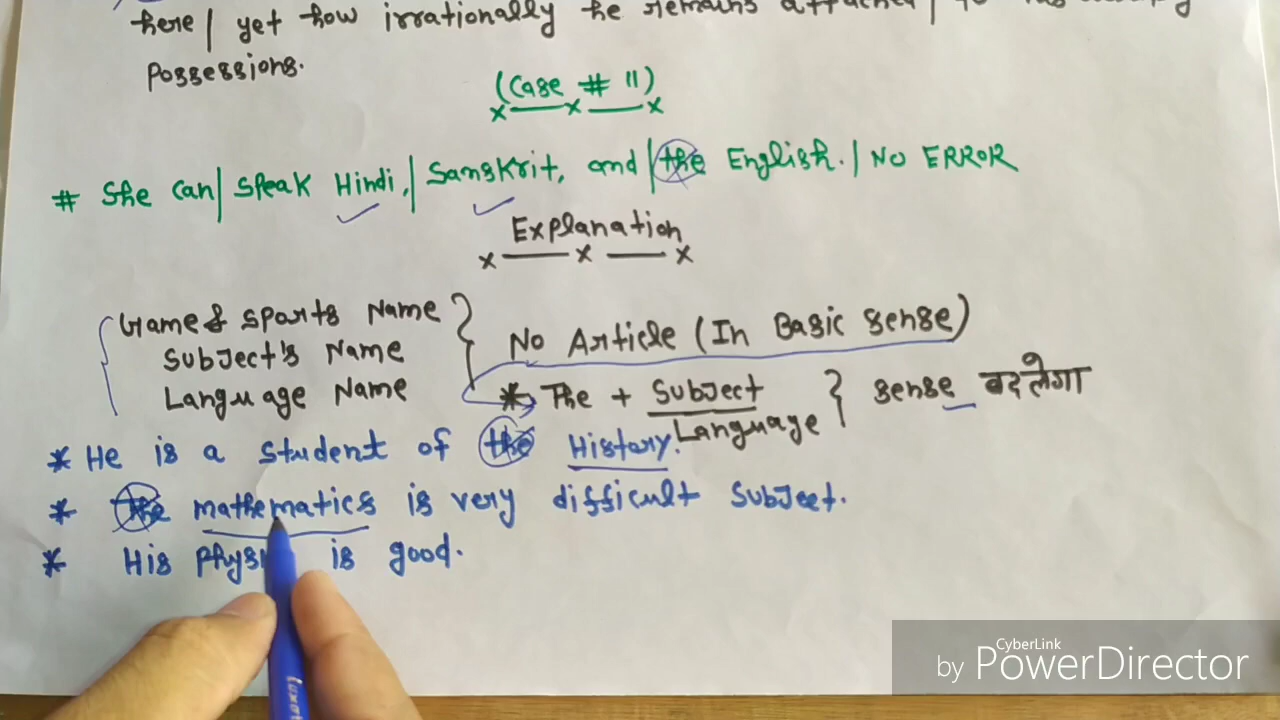 here/ yet how irrationally he remains attached/ to
possessions.
(Case # 11)
x — x — x
# She can/ speak Hindi,/ Sanskrit, and/ the English./ NO ERROR
Explanation
x — x — x
Game & sports Name
Subject's Name
Language Name
No Article (In Basic sense)
* The + Subject
Language
sense बदलेगा
* He is a student of the History.
* the mathematics is very difficult subject.
* His is good.
CyberLink
by PowerDirector